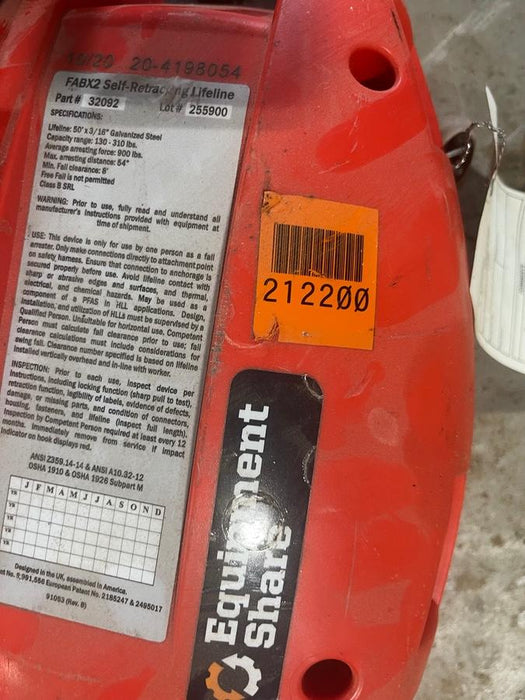 10/20 20-4198054
FABX2 Self-Retracting Lifeline
Part # 32092 Lot # 255900
SPECIFICATIONS:
Lifeline: 50' x 3/16" Galvanized Steel
Capacity range: 130 - 310 lbs.
Average arresting force: 900 lbs.
Max. arresting distance: 54"
Min. Fall clearance: 8'
Free Fall is not permitted
Class B SRL
WARNING: Prior to use, fully read and understand all
manufacturer's instructions provided with equipment at
time of shipment.
USE: This device is only for use by one person as a fall
arrester. Only make connections directly to attachment point
on safety harness. Ensure that connection to anchorage is
secured properly before use. Avoid lifeline contact with
sharp or abrasive edges and surfaces, and thermal,
electrical, and chemical hazards. May be used as a
component of a PFAS in HLL applications. Design,
installation, and utilization of HLLs must be supervised by a
Qualified Person. Unsuitable for horizontal use. Competent
Person must calculate fall clearance prior to use; fall
clearance calculations must include considerations for
swing fall. Clearance number specified is based on lifeline
installed vertically overhead and in-line with worker.
INSPECTION: Prior to each use, inspect device per
instructions, including locking function (sharp pull to test),
retraction function, legibility of labels, evidence of defects,
damage, or missing parts, and condition of connectors,
housing, fasteners, and lifeline (inspect full length).
Inspection by Competent Person required at least every 12
months. Immediately remove from service if impact
indicator on hook displays red.
ANSI Z359.14-14 & ANSI A10.32-12
OSHA 1910 & OSHA 1926 Subpart M
J F M A M J J A S O N D
YR
YR
YR
YR
YR
Designed in the UK, assembled in America.
European Patent No. 2185247 & 2495017
91053 (Rev. B)
212200
Equipment
Share